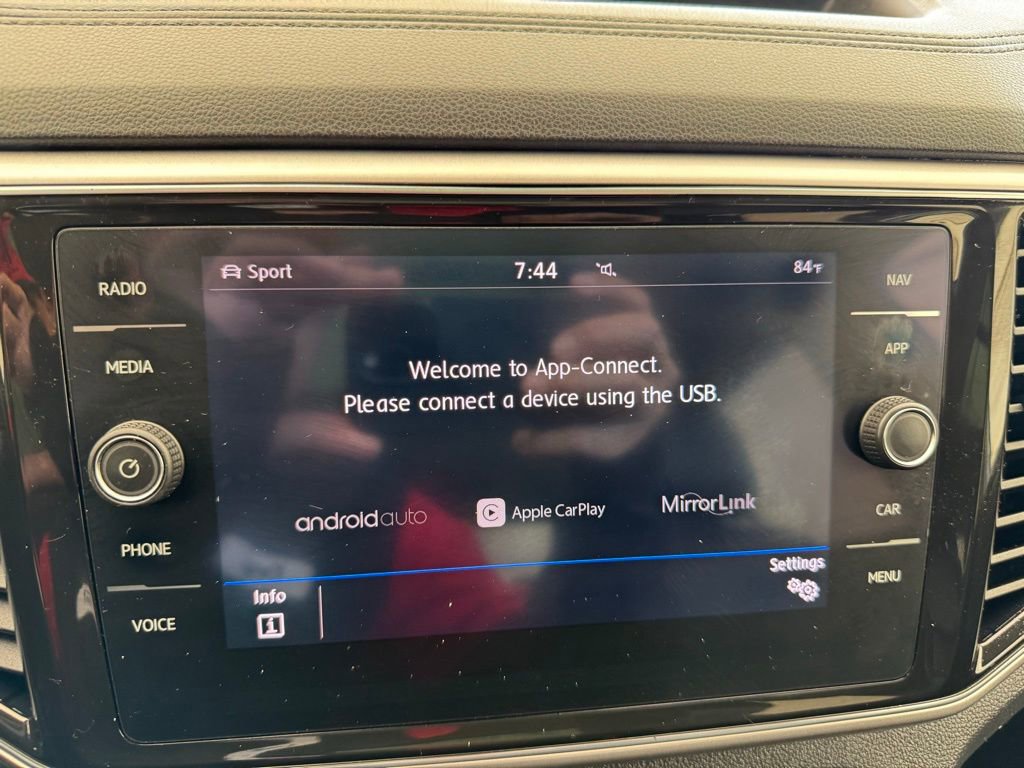 RADIO
MEDIA
PHONE
VOICE
Sport 7:44 84°F
Welcome to App-Connect.
Please connect a device using the USB.
androidauto Apple CarPlay MirrorLink
Info Settings
i
NAV
APP
CAR
MENU